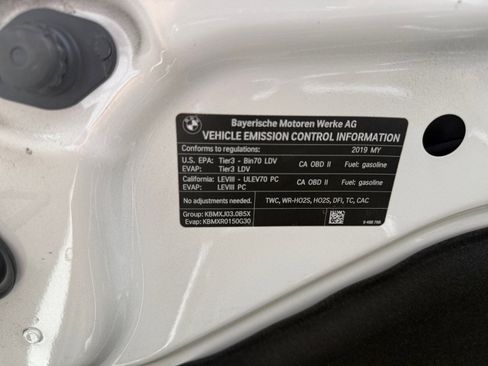 BMW
Bayerische Motoren Werke AG
VEHICLE EMISSION CONTROL INFORMATION
Conforms to regulations: 2019 MY
U.S. EPA: Tier3 - Bin70 LDV CA OBD II Fuel: gasoline
EVAP: Tier3 LDV
California: LEVIII - ULEV70 PC CA OBD II Fuel: gasoline
EVAP: LEVIII PC
No adjustments needed. TWC, WR-HO2S, HO2S, DFI, TC, CAC
Group: KBMXJ03.0B5X
Evap: KBMXR0150G30